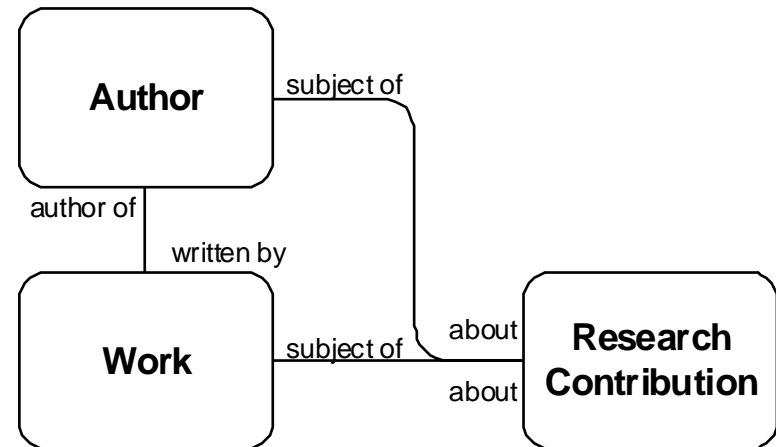 Author
subject of
author of
written by
Work
subject of
about
about
Research
Contribution